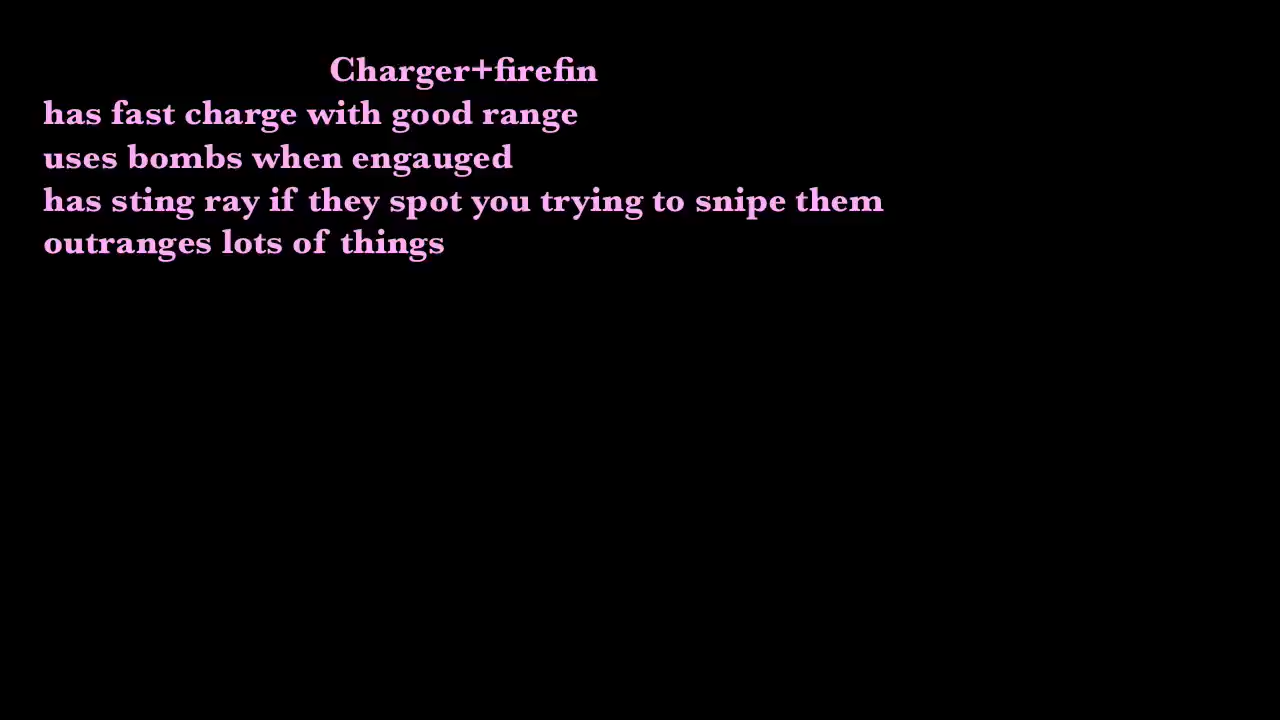 Charger+firefin
has fast charge with good range
uses bombs when engauged
has sting ray if they spot you trying to snipe them
outranges lots of things